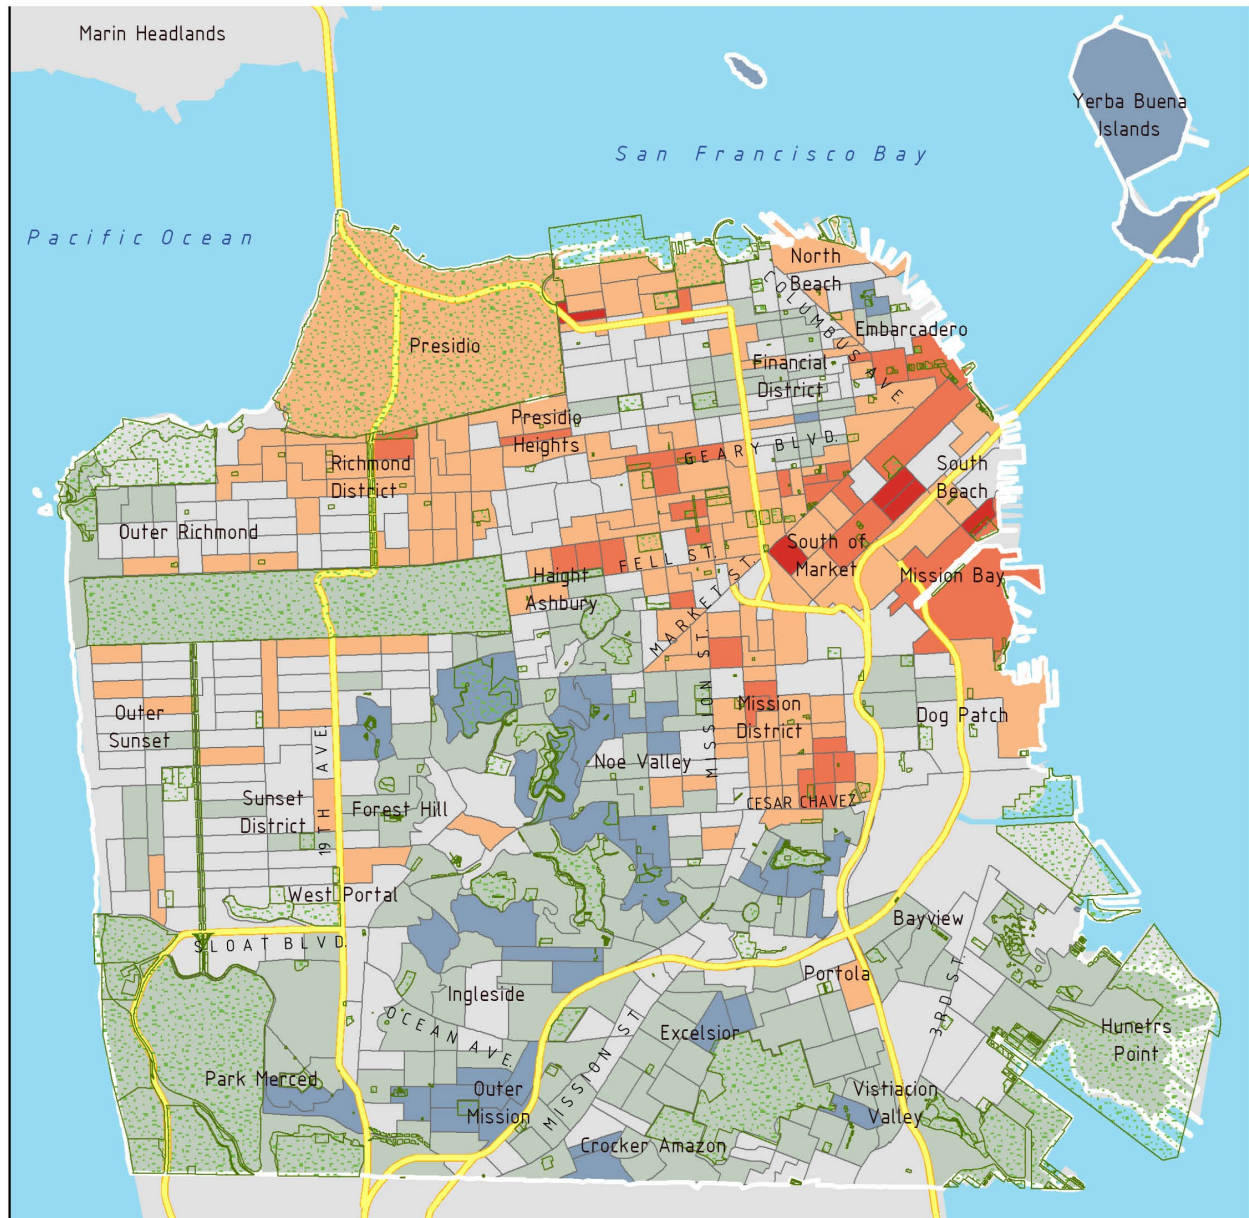 Marin Headlands
Yerba Buena
Islands
San Francisco Bay
Pacific Ocean
North
Beach
COLUMBUS AVE.
Embarcadero
Presidio
Financial
District
Presidio
Heights
GEARY BLVD.
Richmond
District
South
Beach
Outer Richmond
South of
Market
FELL ST.
MARKET ST.
Haight
Ashbury
Mission Bay
MISSION ST.
Mission
District
Dog Patch
Outer
Sunset
19TH AVE
Noe Valley
Sunset
District
Forest Hill
CESAR CHAVEZ
West Portal
SLOAT BLVD.
Bayview
Portola
Ingleside
OCEAN AVE.
MISSION ST
Excelsior
3RD ST.
Hunetrs
Point
Park Merced
Outer
Mission
Vistiacion
Valley
Crocker Amazon